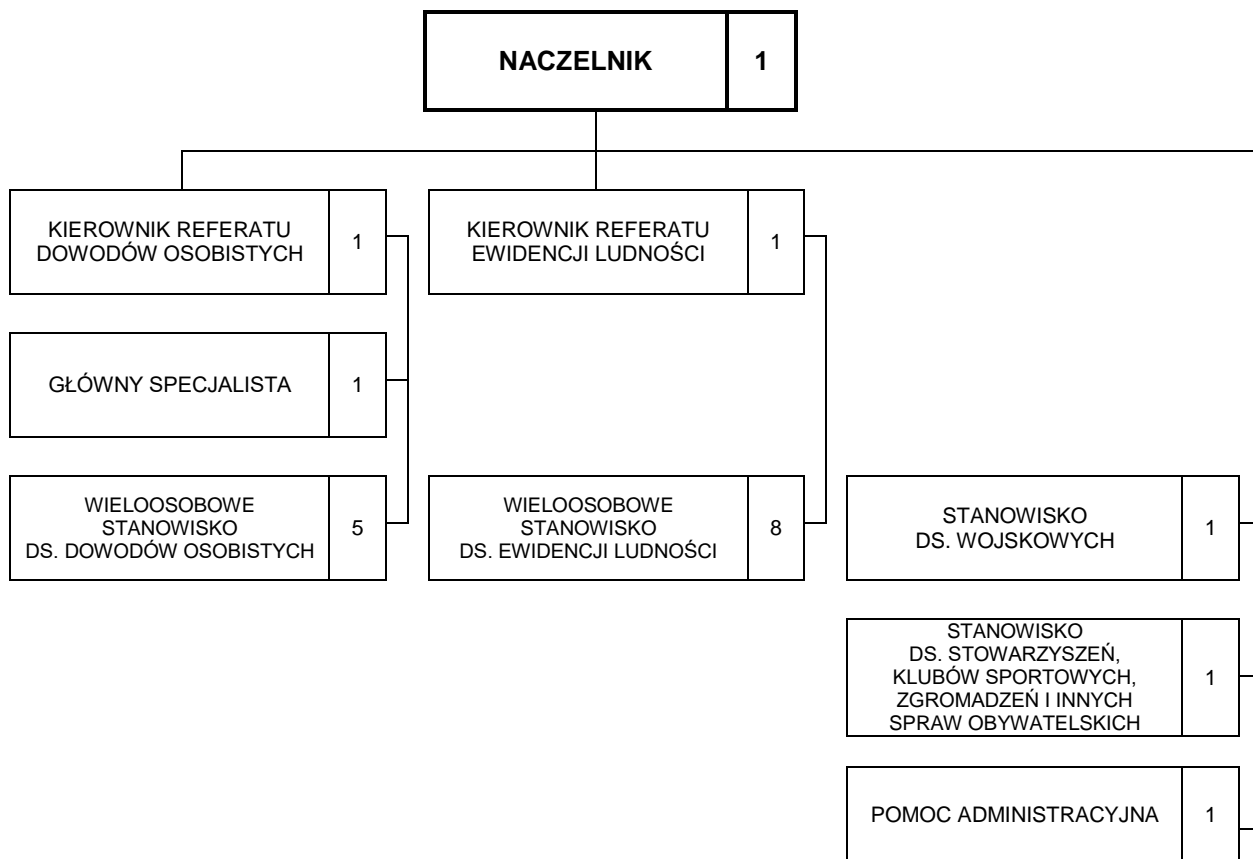 NACZELNIK
1
KIEROWNIK REFERATU
DOWODÓW OSOBISTYCH
1
KIEROWNIK REFERATU
EWIDENCJI LUDNOŚCI
1
GŁÓWNY SPECJALISTA
1
WIELOOSOBOWE
STANOWISKO
DS. DOWODÓW OSOBISTYCH
5
WIELOOSOBOWE
STANOWISKO
DS. EWIDENCJI LUDNOŚCI
8
STANOWISKO
DS. WOJSKOWYCH
1
STANOWISKO
DS. STOWARZYSZEŃ,
KLUBÓW SPORTOWYCH,
ZGROMADZEŃ I INNYCH
SPRAW OBYWATELSKICH
1
POMOC ADMINISTRACYJNA
1